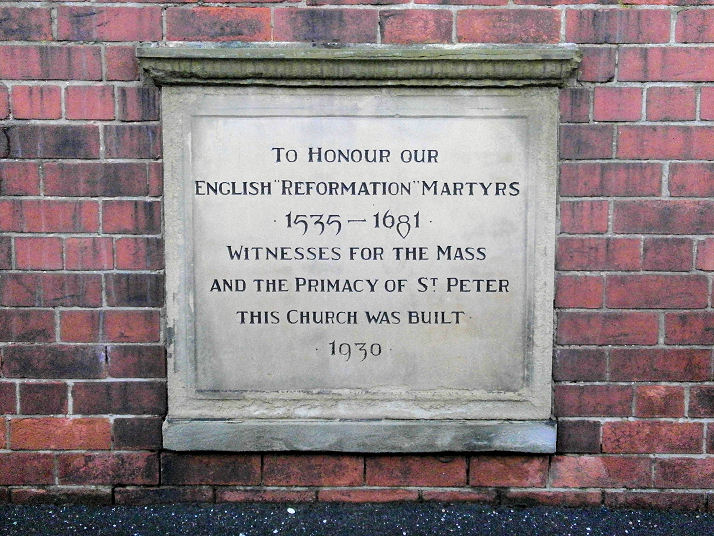 TO HONOUR OUR
ENGLISH "REFORMATION" MARTYRS
· 1535 – 1681 ·
WITNESSES FOR THE MASS
AND THE PRIMACY OF ST PETER
THIS CHURCH WAS BUILT
· 1930 ·